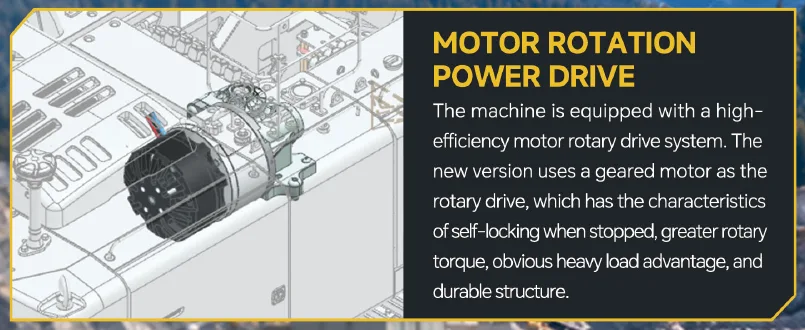 MOTOR ROTATION
POWER DRIVE
The machine is equipped with a high-
efficiency motor rotary drive system. The
new version uses a geared motor as the
rotary drive, which has the characteristics
of self-locking when stopped, greater rotary
torque, obvious heavy load advantage, and
durable structure.